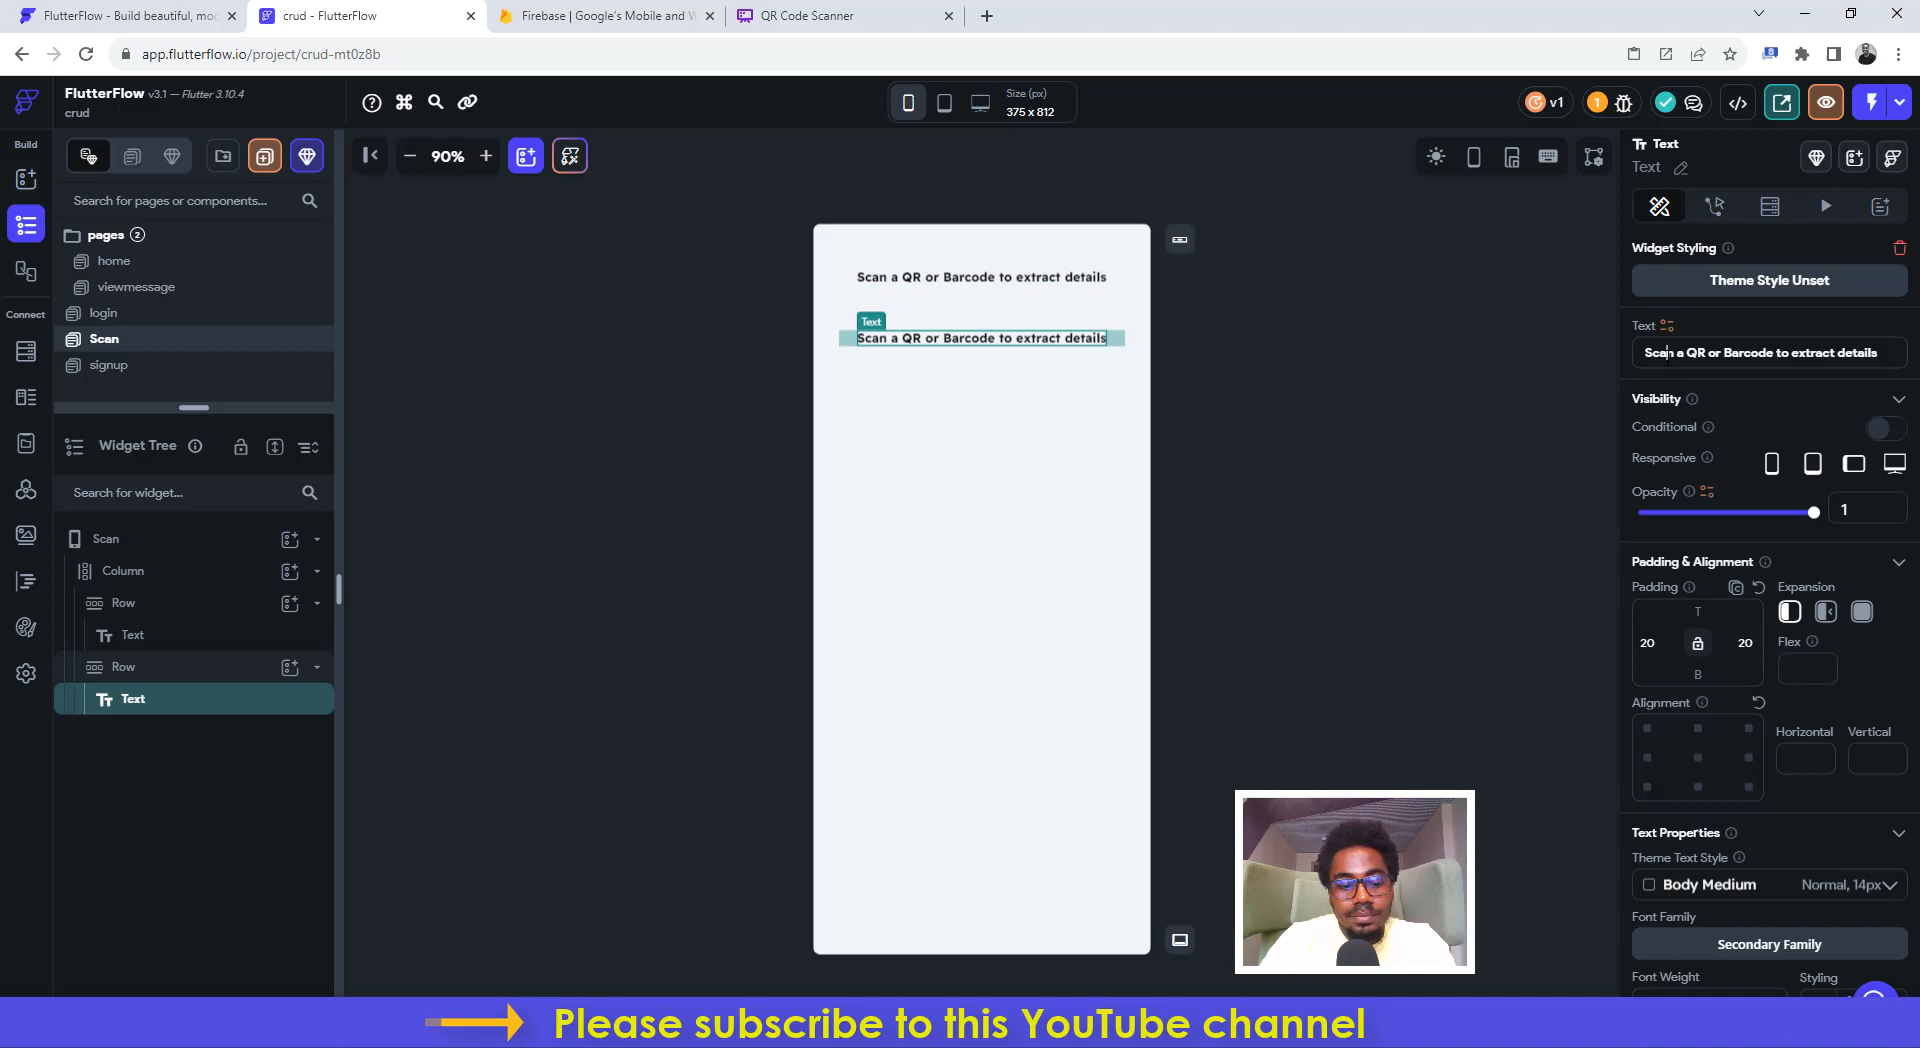 FlutterFlow - Build beautiful, mo
crud - FlutterFlow
Firebase | Google's Mobile and W
QR Code Scanner
app.flutterflow.io/project/crud-mt0z8b
FlutterFlow v3.1 — Flutter 3.10.4
crud
Size (px)
375 x 812
v1
1
Build
90%
Text
Text
Search for pages or components...
pages 2
home
viewmessage
login
Connect
Scan
signup
Widget Tree
Search for widget...
Scan
Column
Row
Text
Row
Text
Scan a QR or Barcode to extract details
Text
Scan a QR or Barcode to extract details
Widget Styling
Theme Style Unset
Text
Scan a QR or Barcode to extract details
Visibility
Conditional
Responsive
Opacity
1
Padding & Alignment
Padding
Expansion
T
20
20
Flex
B
Alignment
Horizontal
Vertical
Text Properties
Theme Text Style
Body Medium
Normal, 14px
Font Family
Secondary Family
Font Weight
Styling
Please subscribe to this YouTube channel